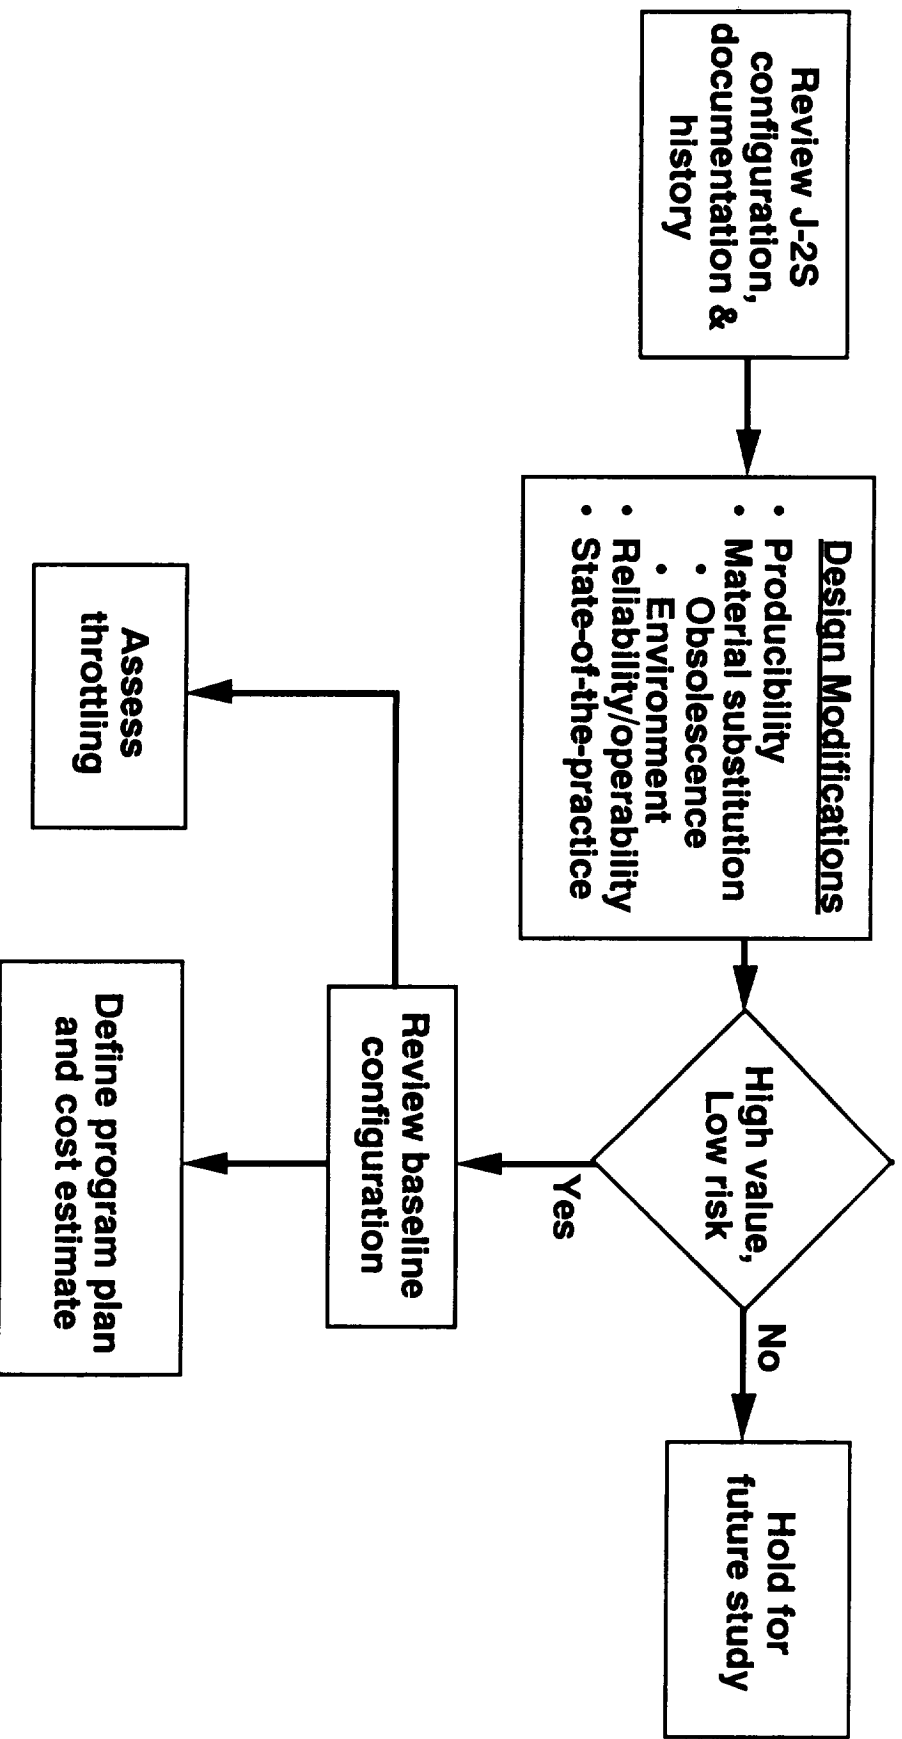 Review J-2S
configuration,
documentation &
history
Design Modifications
• Producibility
• Material substitution
• Obsolescence
• Environment
• Reliability/operability
• State-of-the-practice
High value,
Low risk
No
Hold for
future study
Yes
Review baseline
configuration
Assess
throttling
Define program plan
and cost estimate